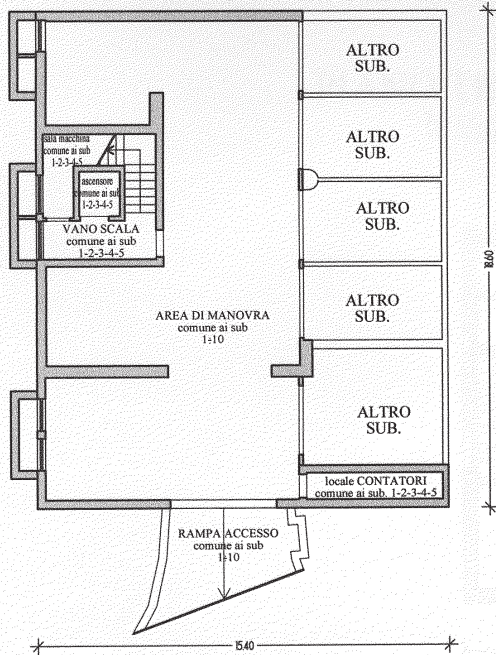 ALTRO
SUB.
ALTRO
SUB.
sala macchina
comune ai sub
1-2-3-4-5
ascensore
comune ai sub
1-2-3-4-5
ALTRO
SUB.
VANO SCALA
comune ai sub
1-2-3-4-5
18.60
ALTRO
SUB.
AREA DI MANOVRA
comune ai sub
1÷10
ALTRO
SUB.
locale CONTATORI
comune ai sub. 1-2-3-4-5
RAMPA ACCESSO
comune ai sub
1÷10
15.40